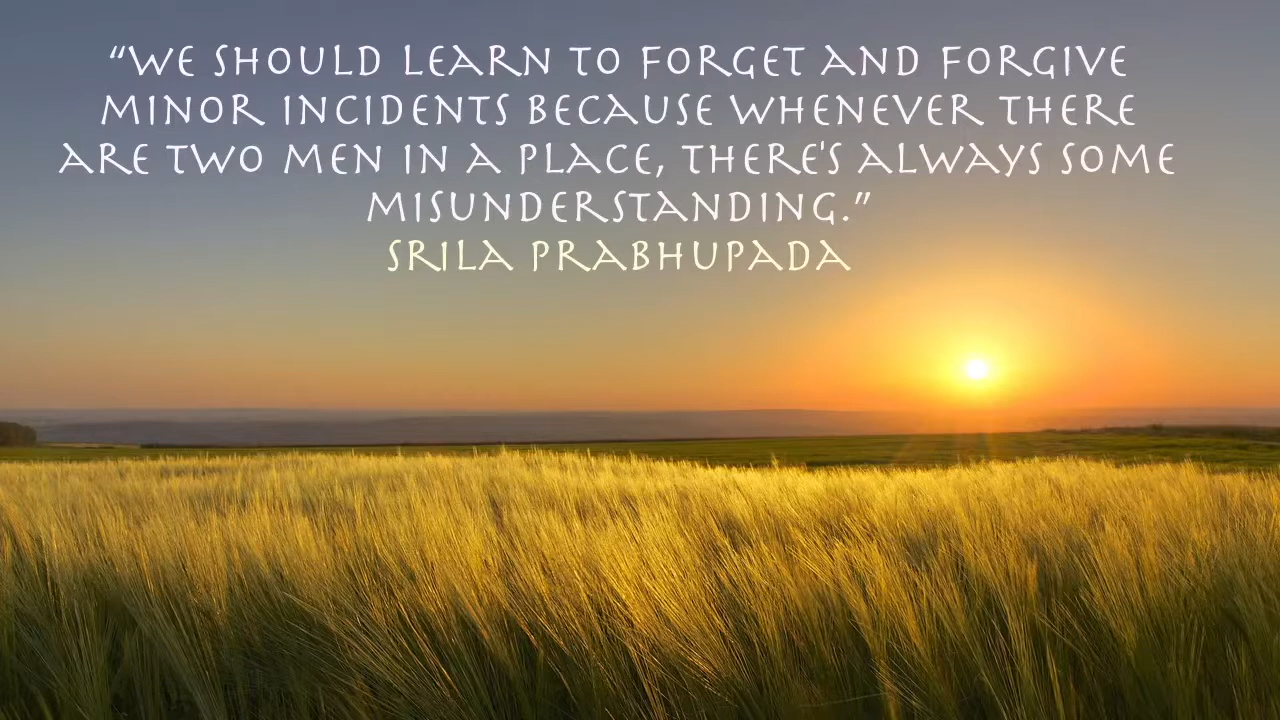 “WE SHOULD LEARN TO FORGET AND FORGIVE
MINOR INCIDENTS BECAUSE WHENEVER THERE
ARE TWO MEN IN A PLACE, THERE'S ALWAYS SOME
MISUNDERSTANDING.”
SRILA PRABHUPADA